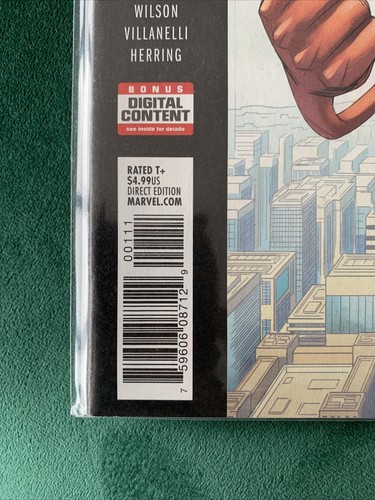 WILSON
VILLANELLI
HERRING
BONUS
DIGITAL
CONTENT
see inside for details
RATED T+
$4.99US
DIRECT EDITION
MARVEL.COM
00111
7 59606 08712 9